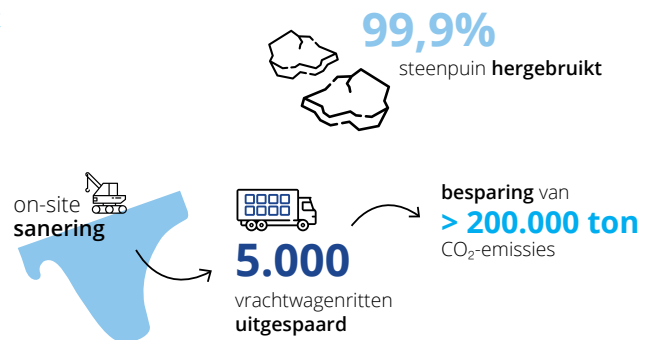 99,9%
steenpuin hergebruikt
on-site
sanering
5.000
vrachtwagenritten
uitgespaard
besparing van
> 200.000 ton
CO₂-emissies